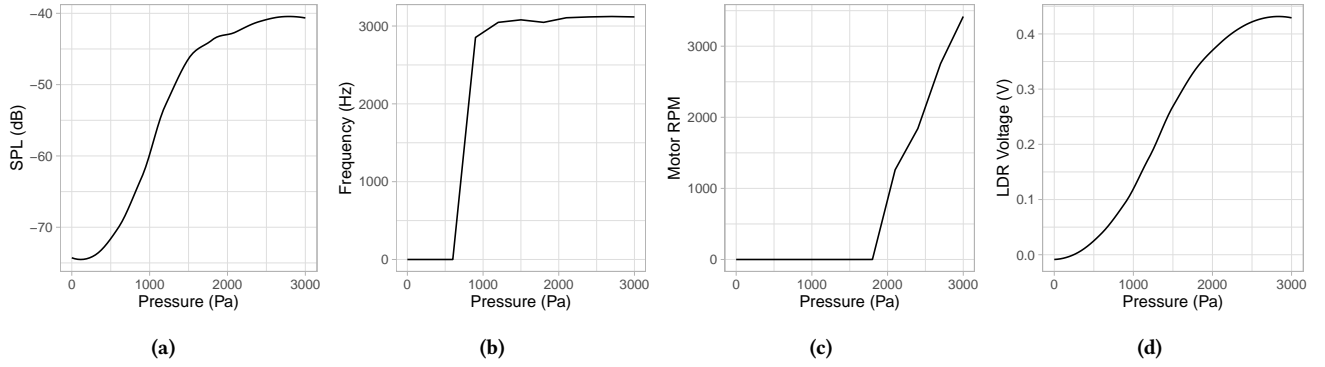 −40
−50
−60
−70
SPL (dB)
0
1000
2000
3000
Pressure (Pa)
(a)
3000
2000
1000
0
Frequency (Hz)
0
1000
2000
3000
Pressure (Pa)
(b)
3000
2000
1000
0
Motor RPM
0
1000
2000
3000
Pressure (Pa)
(c)
0.4
0.3
0.2
0.1
0.0
LDR Voltage (V)
0
1000
2000
3000
Pressure (Pa)
(d)